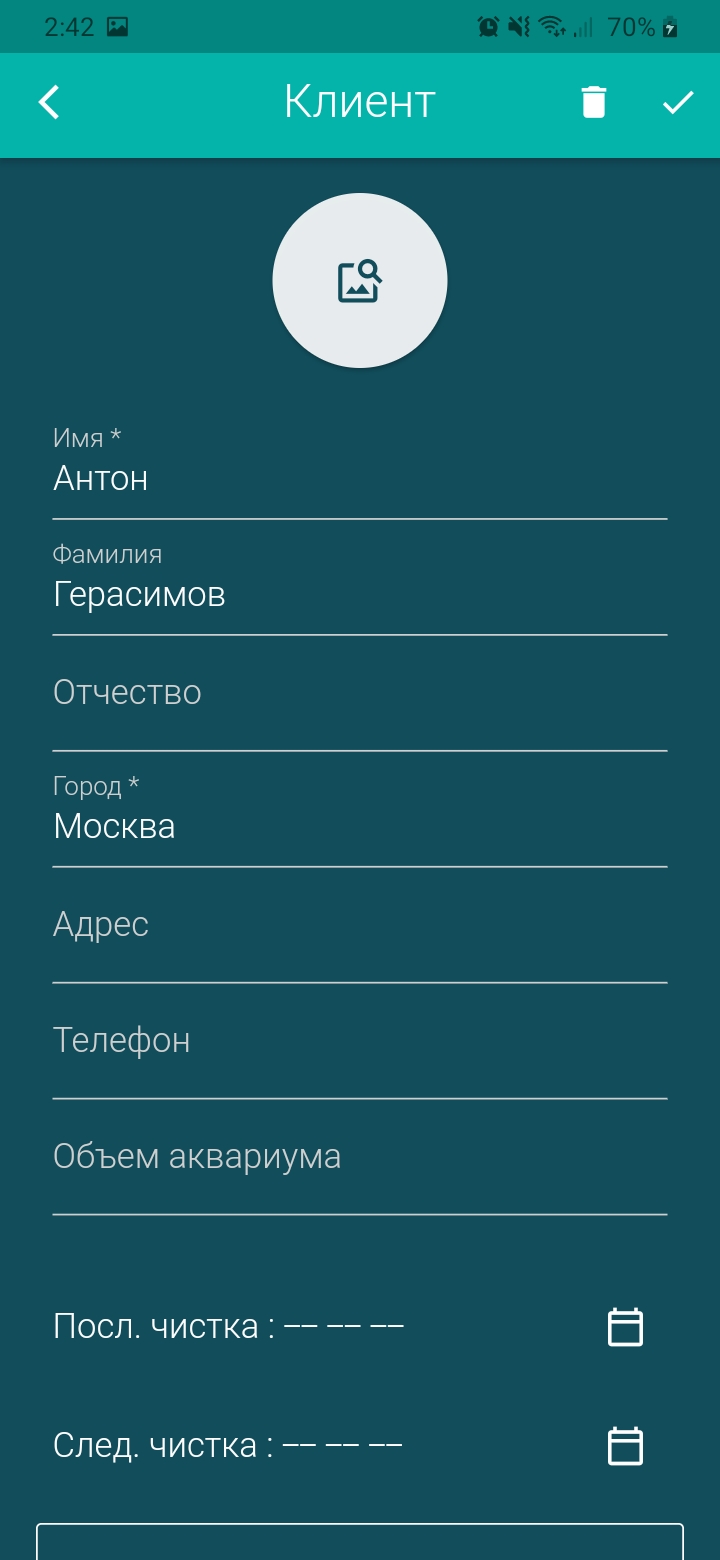 2:42 70%
Клиент
Имя *
Антон
Фамилия
Герасимов
Отчество
Город *
Москва
Адрес
Телефон
Объем аквариума
Посл. чистка : –– –– ––
След. чистка : –– –– ––